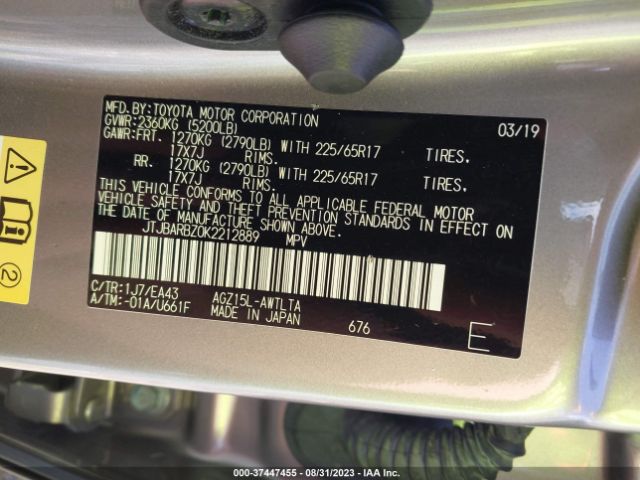 MFD.BY:TOYOTA MOTOR CORPORATION 03/19
GVWR:2360KG (5200LB)
GAWR:FRT. 1270KG (2790LB) WITH 225/65R17 TIRES,
17X7J RIMS.
RR. 1270KG (2790LB) WITH 225/65R17 TIRES,
17X7J RIMS.
THIS VEHICLE CONFORMS TO ALL APPLICABLE FEDERAL MOTOR
VEHICLE SAFETY AND THEFT PREVENTION STANDARDS IN EFFECT ON
THE DATE OF MANUFACTURE SHOWN ABOVE.
JTJBARBZ0K2212889 MPV
C/TR:1J7/EA43 AGZ15L-AWTLTA
A/TM:-01A/U661F MADE IN JAPAN 676
E
2
000-37447455 - 08/31/2023 - IAA Inc.